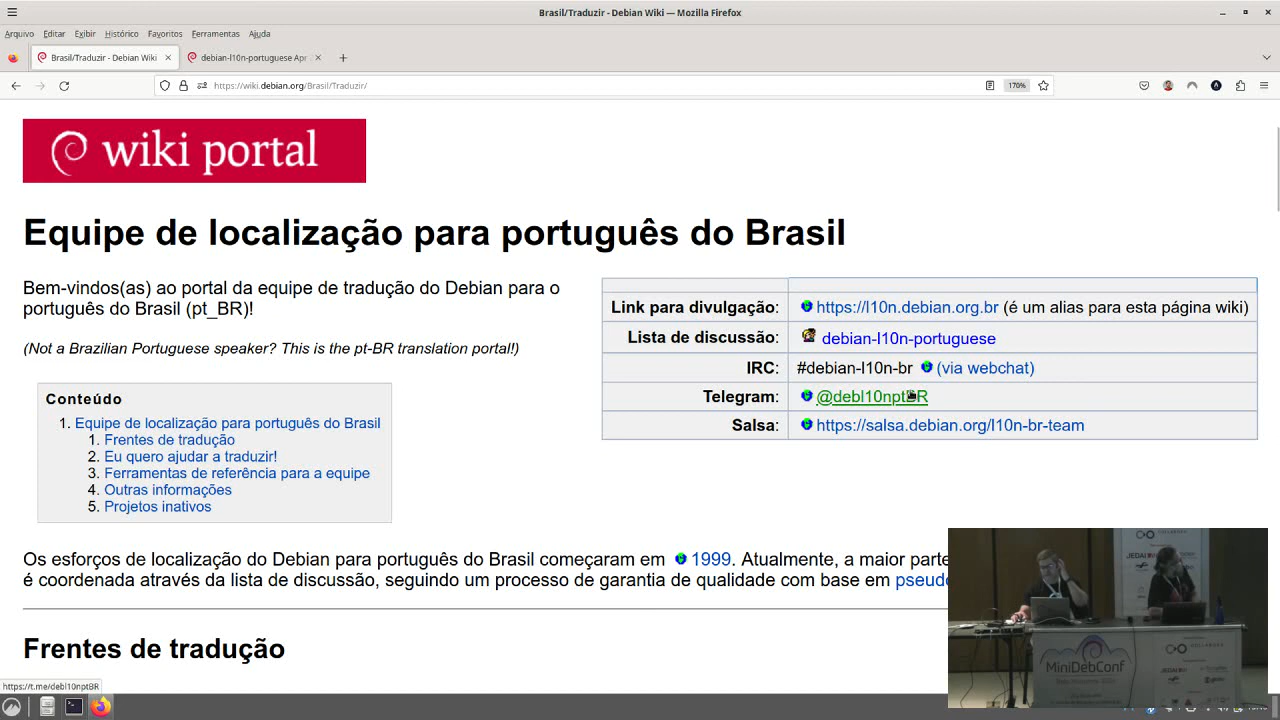 Brasil/Traduzir - Debian Wiki — Mozilla Firefox
Arquivo Editar Exibir Histórico Favoritos Ferramentas Ajuda
Brasil/Traduzir - Debian Wiki
debian-l10n-portuguese Apr
https://wiki.debian.org/Brasil/Traduzir/
170%
wiki portal
Equipe de localização para português do Brasil
Bem-vindos(as) ao portal da equipe de tradução do Debian para o
português do Brasil (pt_BR)!
(Not a Brazilian Portuguese speaker? This is the pt-BR translation portal!)
Link para divulgação: https://l10n.debian.org.br (é um alias para esta página wiki)
Lista de discussão: debian-l10n-portuguese
IRC: #debian-l10n-br (via webchat)
Telegram: @debl10nptBR
Salsa: https://salsa.debian.org/l10n-br-team
Conteúdo
1. Equipe de localização para português do Brasil
1. Frentes de tradução
2. Eu quero ajudar a traduzir!
3. Ferramentas de referência para a equipe
4. Outras informações
5. Projetos inativos
Os esforços de localização do Debian para português do Brasil começaram em 1999. Atualmente, a maior parte
é coordenada através da lista de discussão, seguindo um processo de garantia de qualidade com base em
Frentes de tradução
https://t.me/debl10nptBR
MiniDebConf